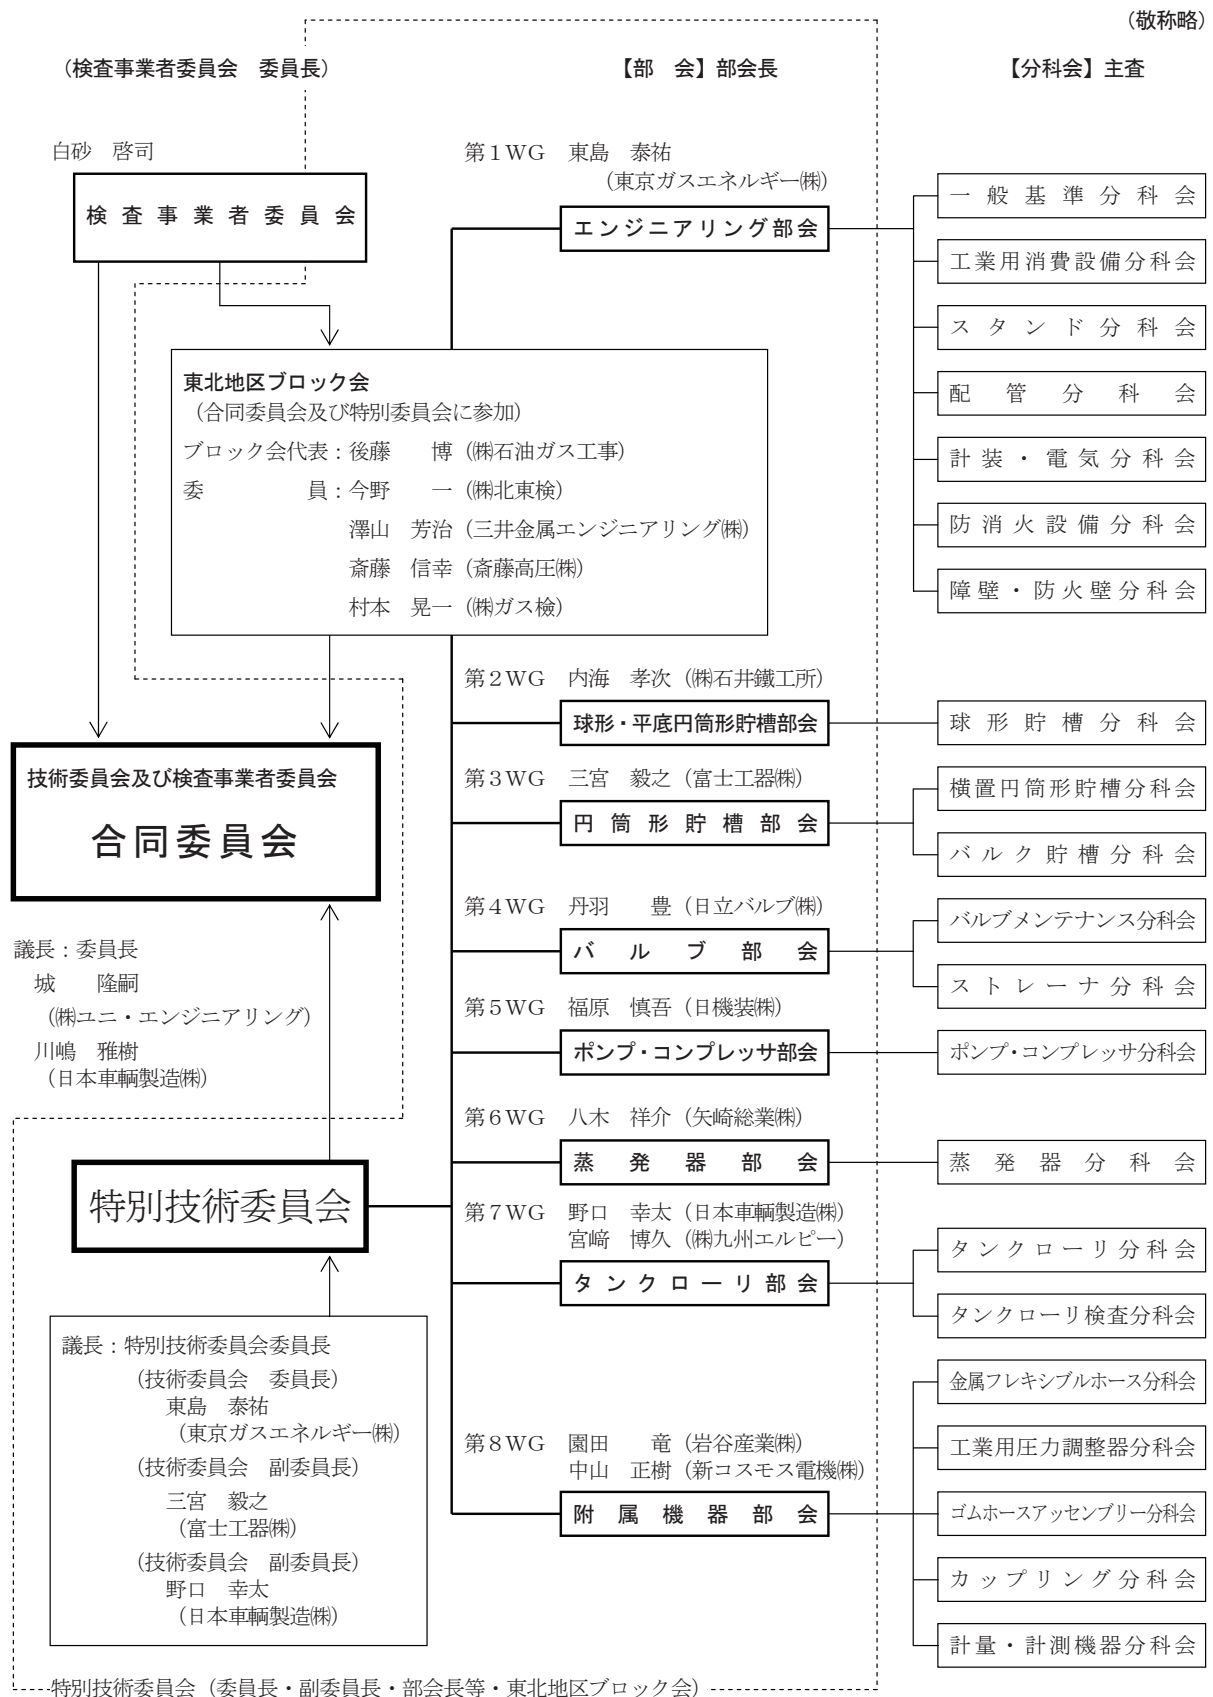 （敬称略）
（検査事業者委員会　委員長）
白砂　啓司
検査事業者委員会
東北地区ブロック会
（合同委員会及び特別委員会に参加）
ブロック会代表：後藤　　博（㈱石油ガス工事）
委　　　　　員：今野　　一（㈱北東検）
澤山　芳治（三井金属エンジニアリング㈱）
斎藤　信幸（斎藤高圧㈱）
村本　晃一（㈱ガス檢）
技術委員会及び検査事業者委員会
合同委員会
議長：委員長
城　　隆嗣
（㈱ユニ・エンジニアリング）
川嶋　雅樹
（日本車輌製造㈱）
特別技術委員会
議長：特別技術委員会委員長
（技術委員会　委員長）
東島　泰祐
（東京ガスエネルギー㈱）
（技術委員会　副委員長）
三宮　毅之
（富士工器㈱）
（技術委員会　副委員長）
野口　幸太
（日本車輌製造㈱）
特別技術委員会（委員長・副委員長・部会長等・東北地区ブロック会）
【部　会】部会長
第１WG　東島　泰祐
（東京ガスエネルギー㈱）
エンジニアリング部会
第２WG　内海　孝次（㈱石井鐵工所）
球形・平底円筒形貯槽部会
第３WG　三宮　毅之（富士工器㈱）
円筒形貯槽部会
第４WG　丹羽　　豊（日立バルブ㈱）
バルブ部会
第５WG　福原　慎吾（日機装㈱）
ポンプ・コンプレッサ部会
第６WG　八木　祥介（矢崎総業㈱）
蒸発器部会
第７WG　野口　幸太（日本車輌製造㈱）
宮﨑　博久（㈱九州エルピー）
タンクローリ部会
第８WG　園田　　竜（岩谷産業㈱）
中山　正樹（新コスモス電機㈱）
附属機器部会
【分科会】主査
一般基準分科会
工業用消費設備分科会
スタンド分科会
配管分科会
計装・電気分科会
防消火設備分科会
障壁・防火壁分科会
球形貯槽分科会
横置円筒形貯槽分科会
バルク貯槽分科会
バルブメンテナンス分科会
ストレーナ分科会
ポンプ・コンプレッサ分科会
蒸発器分科会
タンクローリ分科会
タンクローリ検査分科会
金属フレキシブルホース分科会
工業用圧力調整器分科会
ゴムホースアッセンブリー分科会
カップリング分科会
計量・計測機器分科会